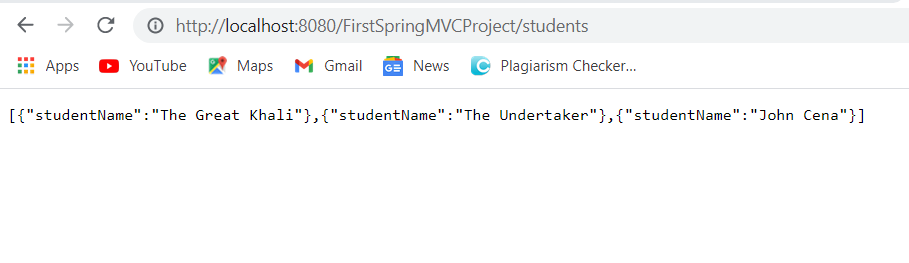 http://localhost:8080/FirstSpringMVCProject/students
Apps YouTube Maps Gmail News Plagiarism Checker...
[{"studentName":"The Great Khali"},{"studentName":"The Undertaker"},{"studentName":"John Cena"}]